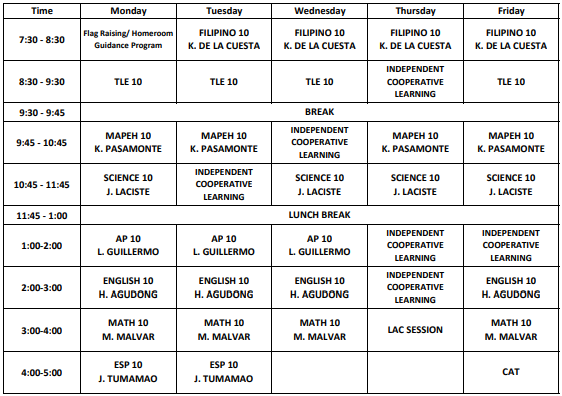 Time Monday Tuesday Wednesday Thursday Friday
7:30 - 8:30
Flag Raising/ Homeroom
Guidance Program
FILIPINO 10
K. DE LA CUESTA
FILIPINO 10
K. DE LA CUESTA
FILIPINO 10
K. DE LA CUESTA
FILIPINO 10
K. DE LA CUESTA
8:30 - 9:30
TLE 10
TLE 10
TLE 10
INDEPENDENT
COOPERATIVE
LEARNING
TLE 10
9:30 - 9:45
BREAK
9:45 - 10:45
MAPEH 10
K. PASAMONTE
MAPEH 10
K. PASAMONTE
INDEPENDENT
COOPERATIVE
LEARNING
MAPEH 10
K. PASAMONTE
MAPEH 10
K. PASAMONTE
10:45 - 11:45
SCIENCE 10
J. LACISTE
INDEPENDENT
COOPERATIVE
LEARNING
SCIENCE 10
J. LACISTE
SCIENCE 10
J. LACISTE
SCIENCE 10
J. LACISTE
11:45 - 1:00
LUNCH BREAK
1:00-2:00
AP 10
L. GUILLERMO
AP 10
L. GUILLERMO
AP 10
L. GUILLERMO
INDEPENDENT
COOPERATIVE
LEARNING
INDEPENDENT
COOPERATIVE
LEARNING
2:00-3:00
ENGLISH 10
H. AGUDONG
ENGLISH 10
H. AGUDONG
ENGLISH 10
H. AGUDONG
INDEPENDENT
COOPERATIVE
LEARNING
ENGLISH 10
H. AGUDONG
3:00-4:00
MATH 10
M. MALVAR
MATH 10
M. MALVAR
MATH 10
M. MALVAR
LAC SESSION
MATH 10
M. MALVAR
4:00-5:00
ESP 10
J. TUMAMAO
ESP 10
J. TUMAMAO
CAT